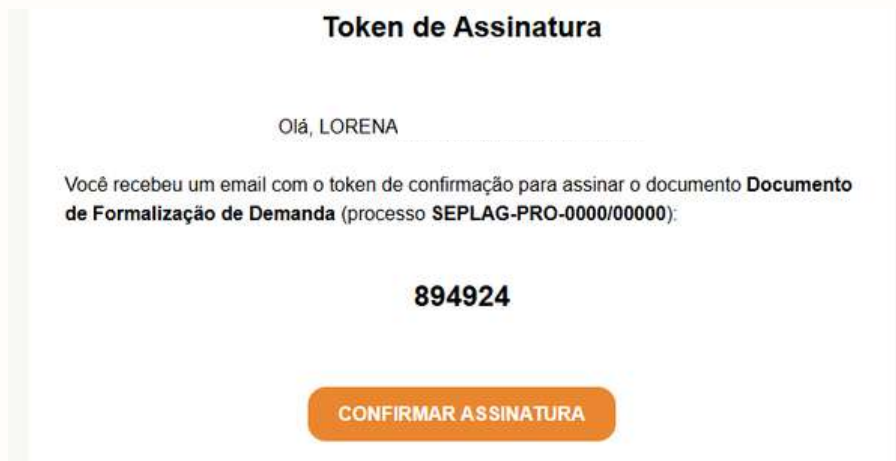 Token de Assinatura
Olá, LORENA
Você recebeu um email com o token de confirmação para assinar o documento Documento
de Formalização de Demanda (processo SEPLAG-PRO-0000/00000):
894924
CONFIRMAR ASSINATURA